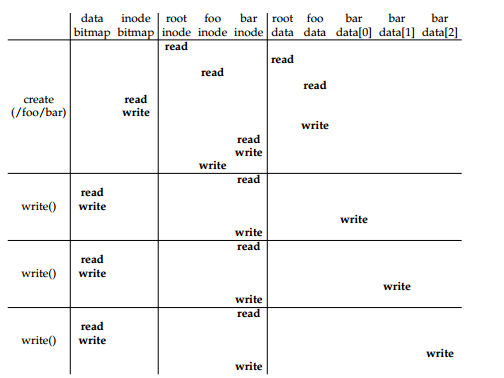 data inode root foo bar root foo bar bar bar
bitmap bitmap inode inode inode data data data[0] data[1] data[2]
read
read
read
read
create read
(/foo/bar) write
write
read
write
write
read
read
write() write
write
write
read
read
write() write
write
write
read
read
write() write
write
write